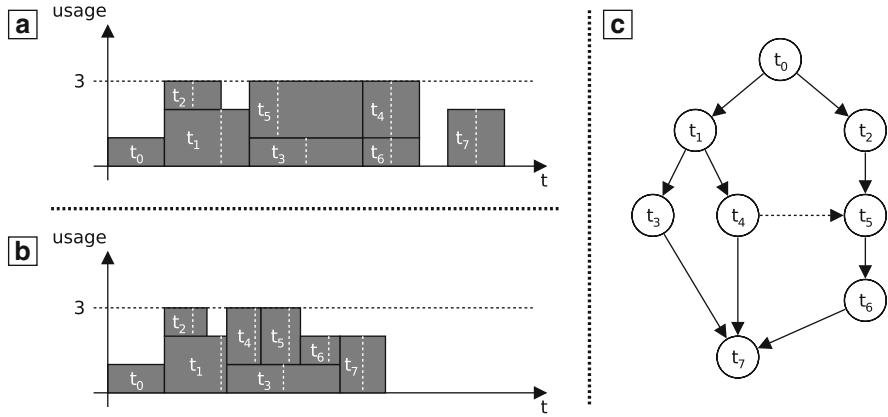 a
usage
3
t₂
t₅
t₄
t₁
t₇
t₀
t₃
t₆
t
b
usage
3
t₂
t₄
t₅
t₁
t₆
t₇
t₀
t₃
t
c
t₀
t₁
t₂
t₃
t₄
t₅
t₆
t₇